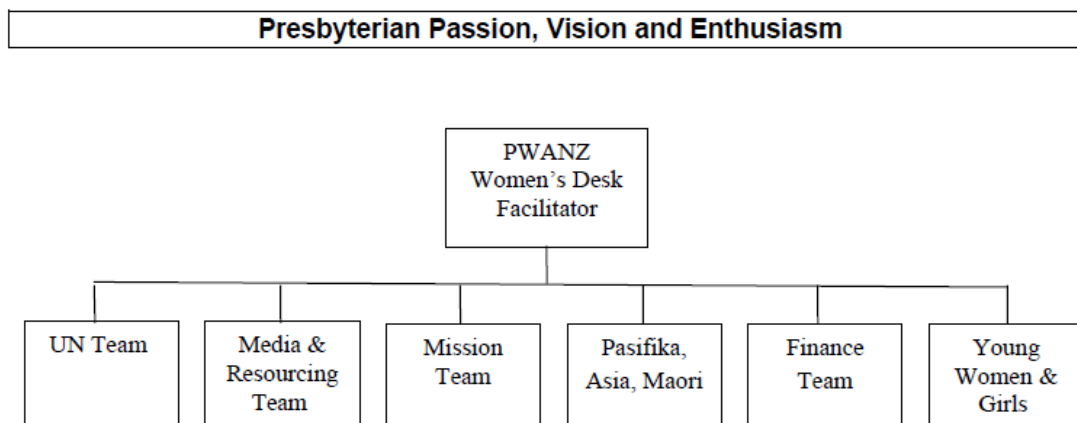 Presbyterian Passion, Vision and Enthusiasm
PWANZ
Women's Desk
Facilitator
UN Team
Media &
Resourcing
Team
Mission
Team
Pasifika,
Asia, Maori
Finance
Team
Young
Women &
Girls